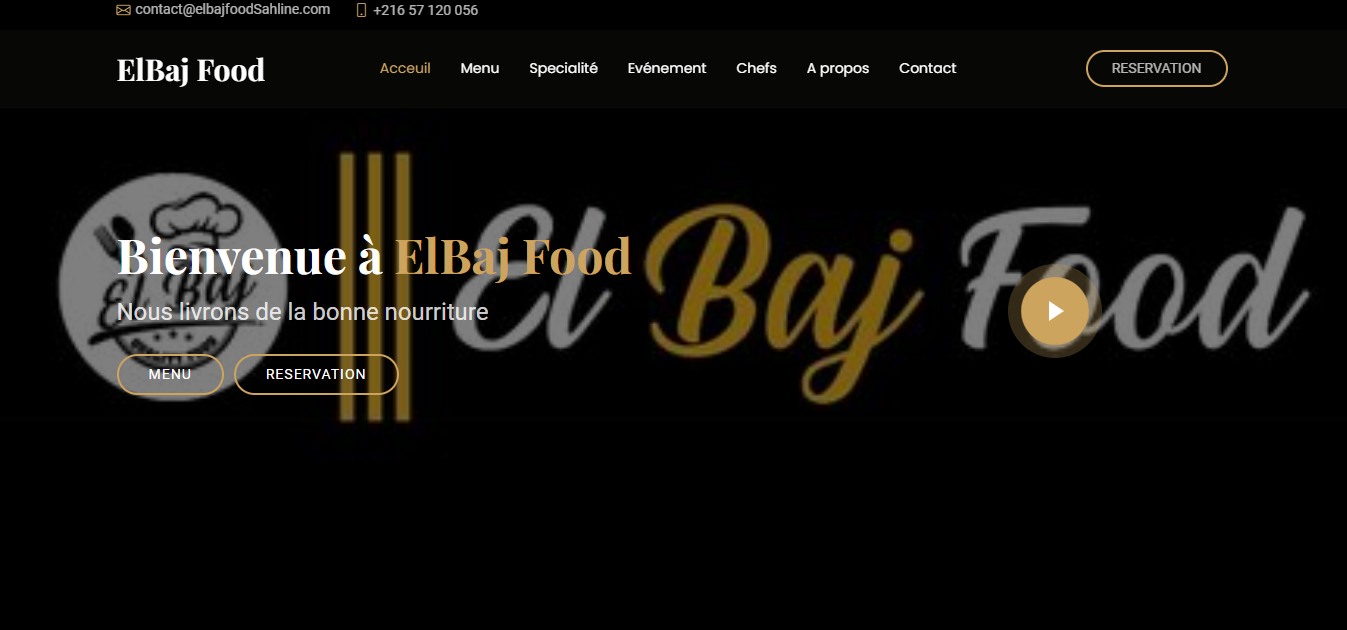 contact@elbajfoodSahline.com +216 57 120 056
ElBaj Food Acceuil Menu Specialité Evénement Chefs A propos Contact RESERVATION
El Baj Food
El Baj
Bienvenue à ElBaj Food
Nous livrons de la bonne nourriture
MENU RESERVATION